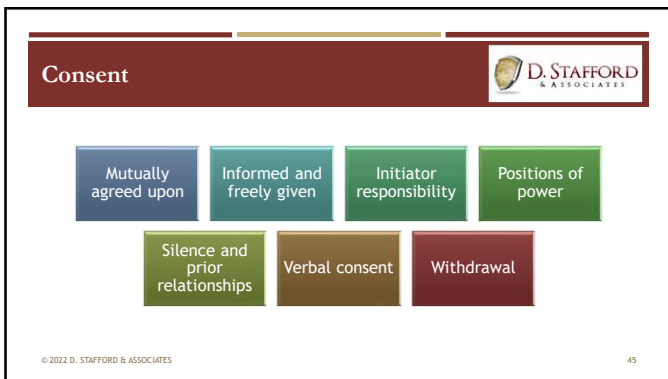 Consent
D. STAFFORD
& ASSOCIATES
Mutually
agreed upon
Informed and
freely given
Initiator
responsibility
Positions of
power
Silence and
prior
relationships
Verbal consent
Withdrawal
© 2022 D. STAFFORD & ASSOCIATES
45